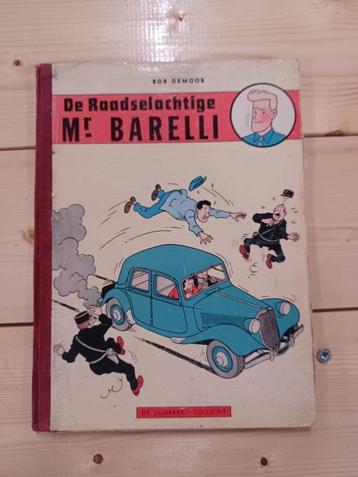 BOB DEMOOR
De Raadselachtige
Mr. BARELLI
DE LOMBARD - COLLECTIE